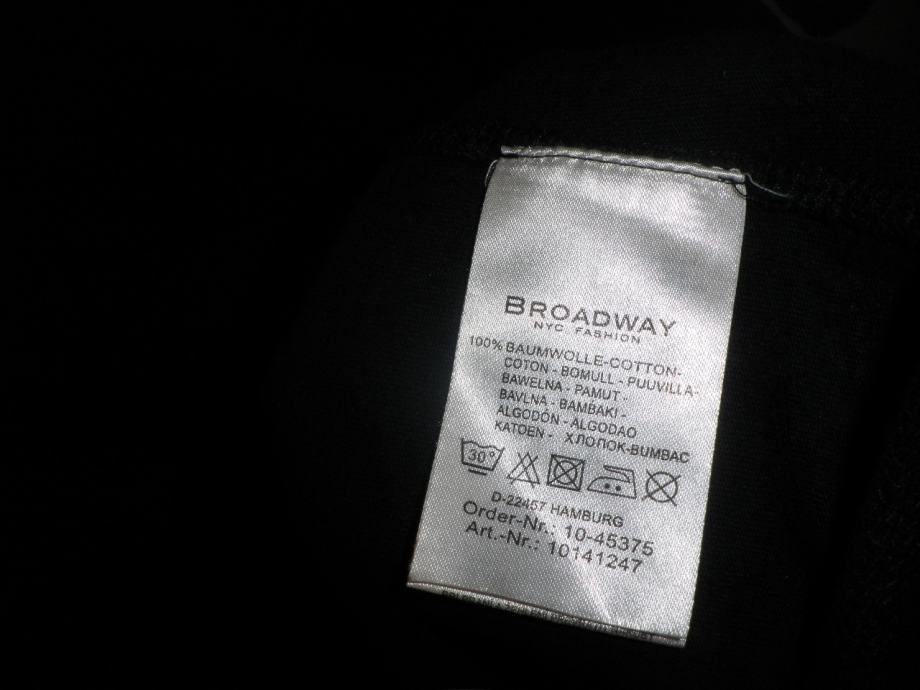 BROADWAY
NYC FASHION
100% BAUMWOLLE-COTTON-
COTON - BOMULL - PUUVILLA-
BAWELNA - PAMUT -
BAVLNA - BAMBAKI -
ALGODÓN - ALGODAO
KATOEN - ХЛОПОК-BUMBAC
30°
D-22457 HAMBURG
Order-Nr.: 10-45375
Art.-Nr.: 10141247